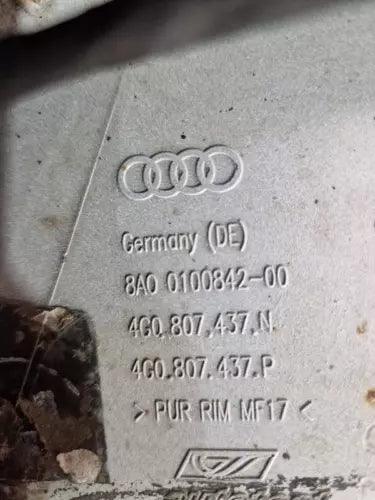 Germany (DE)
8A0 0100842-00
4G0.807.437.N
4G0.807.437.P
> PUR RIM MF17 <